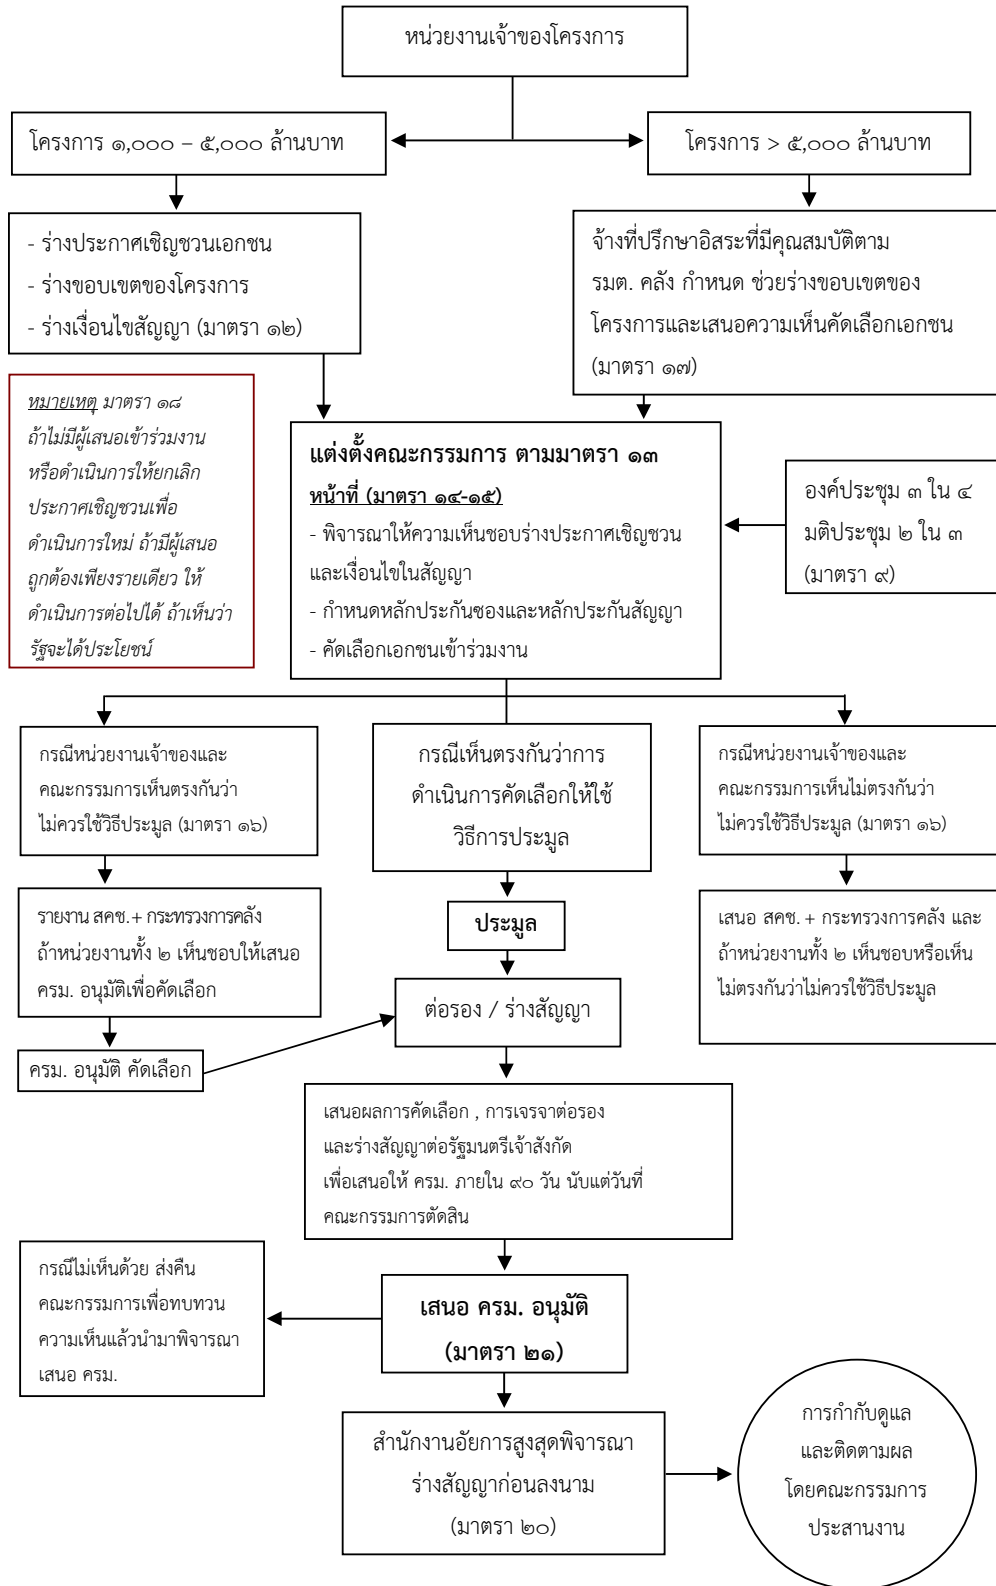 หน่วยงานเจ้าของโครงการ
โครงการ ๑,๐๐๐ – ๕,๐๐๐ ล้านบาท
โครงการ > ๕,๐๐๐ ล้านบาท
- ร่างประกาศเชิญชวนเอกชน
- ร่างขอบเขตของโครงการ
- ร่างเงื่อนไขสัญญา (มาตรา ๑๒)
จ้างที่ปรึกษาอิสระที่มีคุณสมบัติตาม
รมต. คลัง กำหนด ช่วยร่างขอบเขตของ
โครงการและเสนอความเห็นคัดเลือกเอกชน
(มาตรา ๑๗)
หมายเหตุ มาตรา ๑๘
ถ้าไม่มีผู้เสนอเข้าร่วมงาน
หรือดำเนินการให้ยกเลิก
ประกาศเชิญชวนเพื่อ
ดำเนินการใหม่ ถ้ามีผู้เสนอ
ถูกต้องเพียงรายเดียว ให้
ดำเนินการต่อไปได้ ถ้าเห็นว่า
รัฐจะได้ประโยชน์
แต่งตั้งคณะกรรมการ ตามมาตรา ๑๓
หน้าที่ (มาตรา ๑๔-๑๕)
- พิจารณาให้ความเห็นชอบร่างประกาศเชิญชวน
และเงื่อนไขในสัญญา
- กำหนดหลักประกันซองและหลักประกันสัญญา
- คัดเลือกเอกชนเข้าร่วมงาน
องค์ประชุม ๓ ใน ๔
มติประชุม ๒ ใน ๓
(มาตรา ๙)
กรณีหน่วยงานเจ้าของและ
คณะกรรมการเห็นตรงกันว่า
ไม่ควรใช้วิธีประมูล (มาตรา ๑๖)
กรณีเห็นตรงกันว่าการ
ดำเนินการคัดเลือกให้ใช้
วิธีการประมูล
กรณีหน่วยงานเจ้าของและ
คณะกรรมการเห็นไม่ตรงกันว่า
ไม่ควรใช้วิธีประมูล (มาตรา ๑๖)
รายงาน สคช.+ กระทรวงการคลัง
ถ้าหน่วยงานทั้ง ๒ เห็นชอบให้เสนอ
ครม. อนุมัติเพื่อคัดเลือก
ประมูล
เสนอ สคช. + กระทรวงการคลัง และ
ถ้าหน่วยงานทั้ง ๒ เห็นชอบหรือเห็น
ไม่ตรงกันว่าไม่ควรใช้วิธีประมูล
ต่อรอง / ร่างสัญญา
ครม. อนุมัติ คัดเลือก
เสนอผลการคัดเลือก , การเจรจาต่อรอง
และร่างสัญญาต่อรัฐมนตรีเจ้าสังกัด
เพื่อเสนอให้ ครม. ภายใน ๙๐ วัน นับแต่วันที่
คณะกรรมการตัดสิน
กรณีไม่เห็นด้วย ส่งคืน
คณะกรรมการเพื่อทบทวน
ความเห็นแล้วนำมาพิจารณา
เสนอ ครม.
เสนอ ครม. อนุมัติ
(มาตรา ๒๑)
สำนักงานอัยการสูงสุดพิจารณา
ร่างสัญญาก่อนลงนาม
(มาตรา ๒๐)
การกำกับดูแล
และติดตามผล
โดยคณะกรรมการ
ประสานงาน